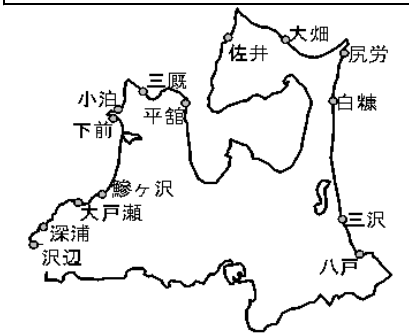 大畑
佐井
尻労
三厩
小泊
平舘
白糠
下前
鰺ヶ沢
大戸瀬
三沢
深浦
沢辺
八戸